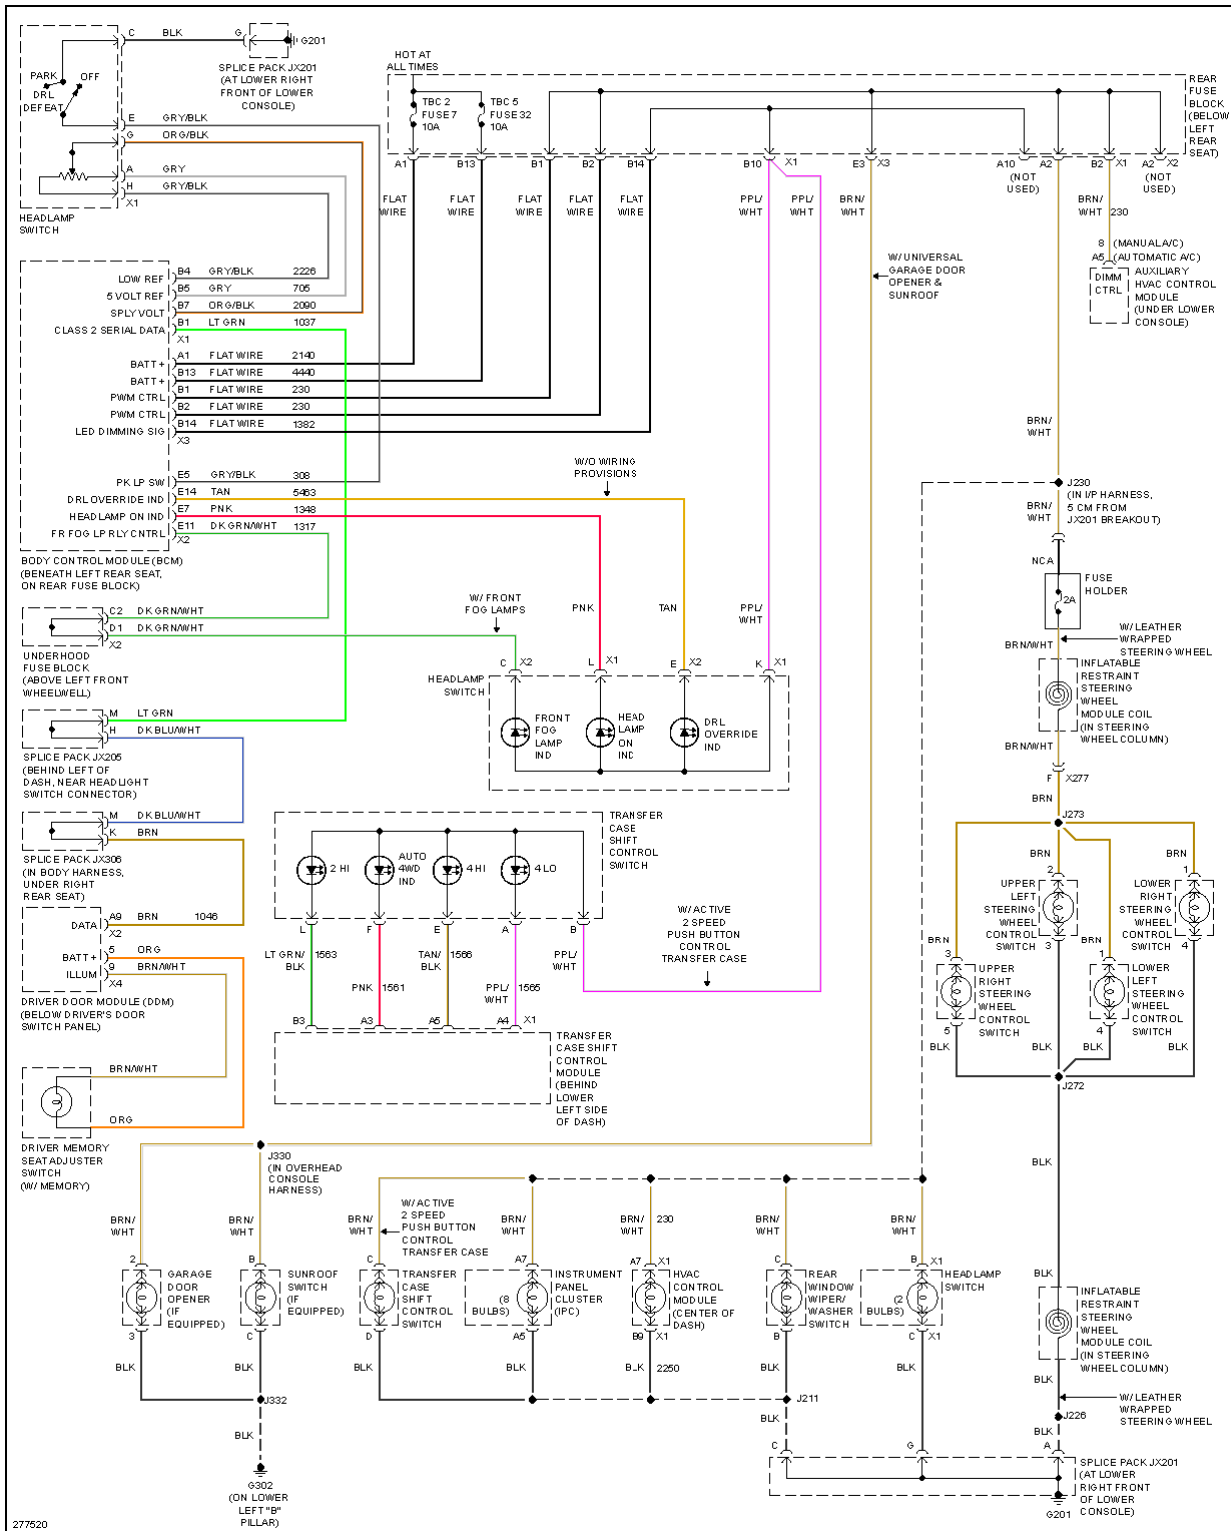 C BLK G
G201
SPLICE PACK JX201
(AT LOWER RIGHT
FRONT OF LOWER
CONSOLE)
PARK OFF
DRL
DEFEAT
E GRY/BLK
G ORG/BLK
A GRY
H GRY/BLK
X1
HEADLAMP
SWITCH
HOT AT
ALL TIMES
TBC 2
FUSE 7
10A
TBC 5
FUSE 32
10A
REAR
FUSE
BLOCK
(BELOW
LEFT
REAR
SEAT)
A1 B13 B1 B2 B14 B10 X1 E3 X3 A10 A2 B2 X1 A2 X2
(NOT
USED)
(NOT
USED)
FLAT
WIRE
FLAT
WIRE
FLAT
WIRE
FLAT
WIRE
FLAT
WIRE
PPL/
WHT
PPL/
WHT
BRN/
WHT
BRN/
WHT 230
W/ UNIVERSAL
GARAGE DOOR
OPENER &
SUNROOF
8 (MANUAL A/C)
A5 (AUTOMATIC A/C)
DIMM
CTRL
AUXILIARY
HVAC CONTROL
MODULE
(UNDER LOWER
CONSOLE)
LOW REF B4 GRY/BLK 2226
5 VOLT REF B5 GRY 705
SPLY VOLT B7 ORG/BLK 2090
CLASS 2 SERIAL DATA B1 LT GRN 1037
X1
BATT + A1 FLAT WIRE 2140
BATT + B13 FLAT WIRE 4440
PWM CTRL B1 FLAT WIRE 230
PWM CTRL B2 FLAT WIRE 230
LED DIMMING SIG B14 FLAT WIRE 1382
X3
PK LP SW E5 GRY/BLK 308
DRL OVERRIDE IND E14 TAN 5463
HEADLAMP ON IND E7 PNK 1348
FR FOG LP RLY CNTRL E11 DK GRN/WHT 1317
X2
BODY CONTROL MODULE (BCM)
(BENEATH LEFT REAR SEAT,
ON REAR FUSE BLOCK)
W/O WIRING
PROVISIONS
BRN/
WHT
J230
(IN I/P HARNESS,
5 CM FROM
JX201 BREAKOUT)
BRN/
WHT
NCA
FUSE
HOLDER
2A
W/ LEATHER
WRAPPED
STEERING WHEEL
BRN/WHT
INFLATABLE
RESTRAINT
STEERING
WHEEL
MODULE COIL
(IN STEERING
WHEEL COLUMN)
BRN/WHT
F X277
BRN
J273
C2 DK GRN/WHT
D1 DK GRN/WHT
X2
UNDERHOOD
FUSE BLOCK
(ABOVE LEFT FRONT
WHEELWELL)
W/ FRONT
FOG LAMPS
PNK TAN PPL/
WHT
C X2 L X1 E X2 K X1
HEADLAMP
SWITCH
FRONT
FOG
LAMP
IND
HEAD
LAMP
ON
IND
DRL
OVERRIDE
IND
M LT GRN
H DK BLU/WHT
SPLICE PACK JX205
(BEHIND LEFT OF
DASH, NEAR HEADLIGHT
SWITCH CONNECTOR)
M DK BLU/WHT
K BRN
SPLICE PACK JX306
(IN BODY HARNESS,
UNDER RIGHT
REAR SEAT)
DATA A9 BRN 1046
X2
BATT + 5 ORG
ILLUM 9 BRN/WHT
X4
DRIVER DOOR MODULE (DDM)
(BELOW DRIVER'S DOOR
SWITCH PANEL)
BRN/WHT
ORG
DRIVER MEMORY
SEAT ADJUSTER
SWITCH
(W/ MEMORY)
TRANSFER
CASE
SHIFT
CONTROL
SWITCH
2 HI
AUTO
4WD
IND
4 HI
4 LO
L F E A B
LT GRN/
BLK 1563
PNK 1561
TAN/
BLK 1566
PPL/
WHT 1565
PPL/
WHT
W/ ACTIVE
2 SPEED
PUSH BUTTON
CONTROL
TRANSFER CASE
B3 A3 A5 A4 X1
TRANSFER
CASE SHIFT
CONTROL
MODULE
(BEHIND
LOWER
LEFT SIDE
OF DASH)
BRN BRN
2 1
UPPER
LEFT
STEERING
WHEEL
CONTROL
SWITCH
LOWER
RIGHT
STEERING
WHEEL
CONTROL
SWITCH
BRN 3 BRN 4
3 1
UPPER
RIGHT
STEERING
WHEEL
CONTROL
SWITCH
LOWER
LEFT
STEERING
WHEEL
CONTROL
SWITCH
5 4
BLK BLK BLK BLK
J272
BLK
J330
(IN OVERHEAD
CONSOLE
HARNESS)
W/ ACTIVE
2 SPEED
PUSH BUTTON
CONTROL
TRANSFER CASE
BRN/
WHT
BRN/
WHT
BRN/
WHT
BRN/
WHT
BRN/
WHT 230
BRN/
WHT
BRN/
WHT
2 B C A7 A7 X1 C B X1
GARAGE
DOOR
OPENER
(IF
EQUIPPED)
SUNROOF
SWITCH
(IF
EQUIPPED)
TRANSFER
CASE
SHIFT
CONTROL
SWITCH
(8
BULBS)
INSTRUMENT
PANEL
CLUSTER
(IPC)
HVAC
CONTROL
MODULE
(CENTER OF
DASH)
REAR
WINDOW
WIPER/
WASHER
SWITCH
(2
BULBS)
HEADLAMP
SWITCH
3 C D A5 B9 X1 B C X1
BLK BLK BLK BLK BLK 2250 BLK BLK
BLK
INFLATABLE
RESTRAINT
STEERING
WHEEL
MODULE COIL
(IN STEERING
WHEEL COLUMN)
BLK
W/ LEATHER
WRAPPED
STEERING WHEEL
J332 J211 J226
BLK BLK BLK
C G A
G302
(ON LOWER
LEFT "B"
PILLAR)
SPLICE PACK JX201
(AT LOWER
RIGHT FRONT
OF LOWER
CONSOLE)
G201
277520